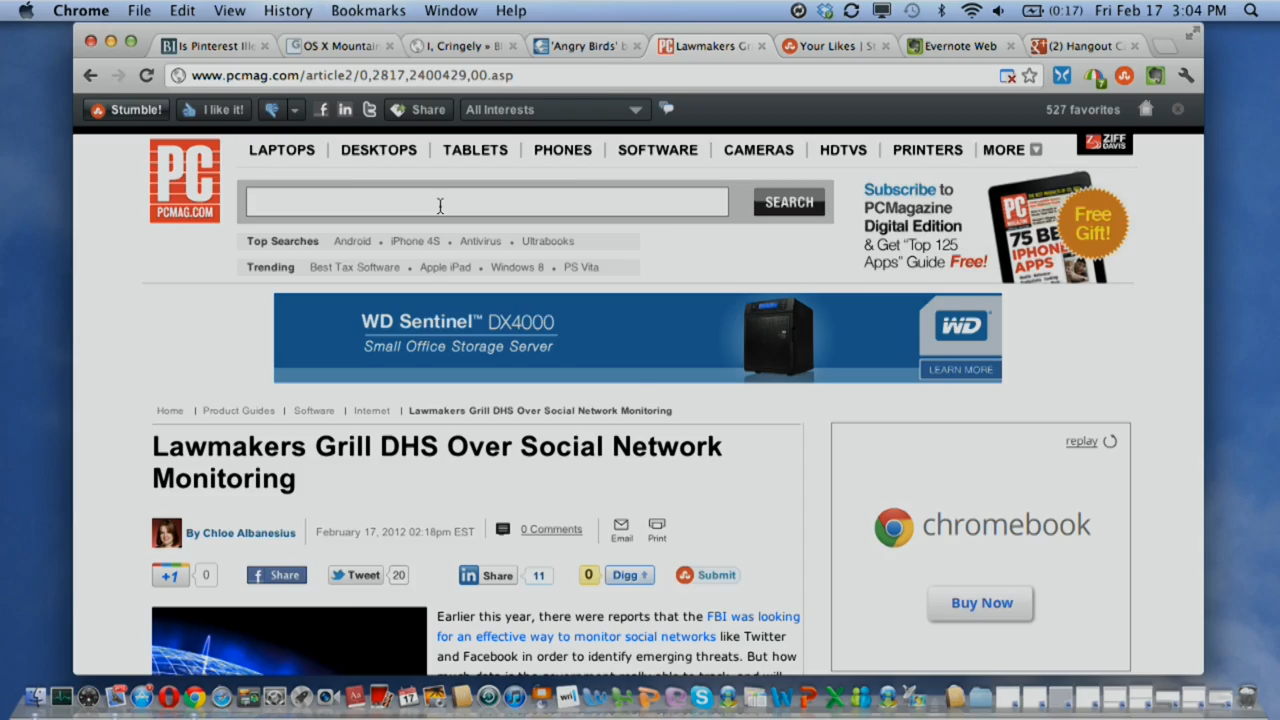 Chrome File Edit View History Bookmarks Window Help (0:17) Fri Feb 17 3:04 PM
Is Pinterest Ille OS X Mountain I, Cringely » B 'Angry Birds' b Lawmakers Gr Your Likes | St Evernote Web (2) Hangout C
www.pcmag.com/article2/0,2817,2400429,00.asp
Stumble! I like it! Share All Interests 527 favorites
LAPTOPS | DESKT | TABLETS | PHONES | SOFTWARE | CAMERAS | HDTVS | PRINTERS | MORE
ZIFF DAVIS
PC
PCMAG.COM
SEARCH
Top Searches Android • iPhone 4S • Antivirus • Ultrabooks
Trending Best Tax Software • Apple iPad • Windows 8 • PS Vita
Subscribe to
PCMagazine
Digital Edition
& Get "Top 125
Apps" Guide Free!
PC
75 BE
IPHONE
APPS
Free
Gift!
WD Sentinel™ DX4000
Small Office Storage Server
WD
LEARN MORE
Home | Product Guides | Software | Internet | Lawmakers Grill DHS Over Social Network Monitoring
Lawmakers Grill DHS Over Social Network
Monitoring
By Chloe Albanesius February 17, 2012 02:18pm EST 0 Comments Email Print
+1 0 Share Tweet 20 Share 11 0 Digg Submit
Earlier this year, there were reports that the FBI was looking
for an effective way to monitor social networks like Twitter
and Facebook in order to identify emerging threats. But how
replay
chromebook
Buy Now